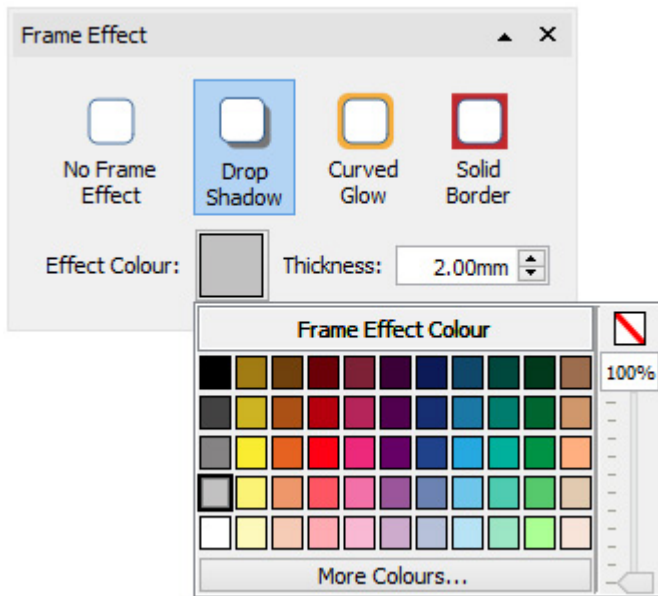 Frame Effect
No Frame
Effect
Drop
Shadow
Curved
Glow
Solid
Border
Effect Colour:
Thickness:
2.00mm
Frame Effect Colour
100%
More Colours...